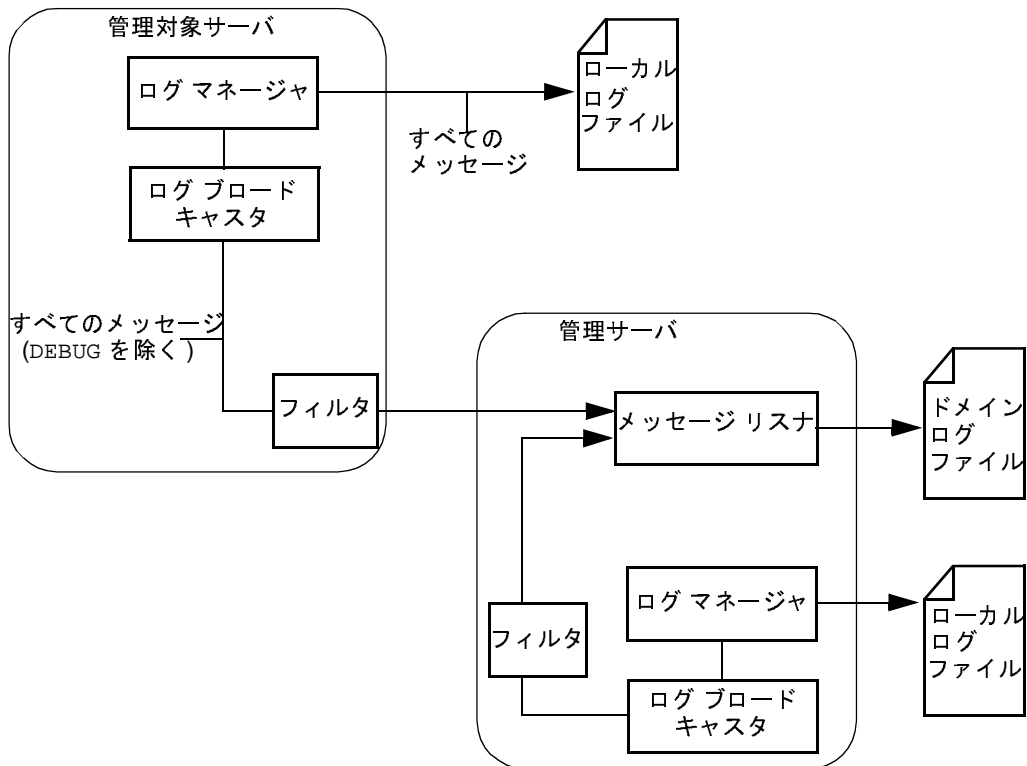 管理対象サーバ
ログ マネージャ
ローカル
ログ
ファイル
すべての
メッセージ
ログ ブロード
キャスタ
すべてのメッセージ
(DEBUG を除く )
フィルタ
管理サーバ
メッセージ リスナ
ドメイン
ログ
ファイル
ログ マネージャ
ローカル
ログ
ファイル
フィルタ
ログ ブロード
キャスタ